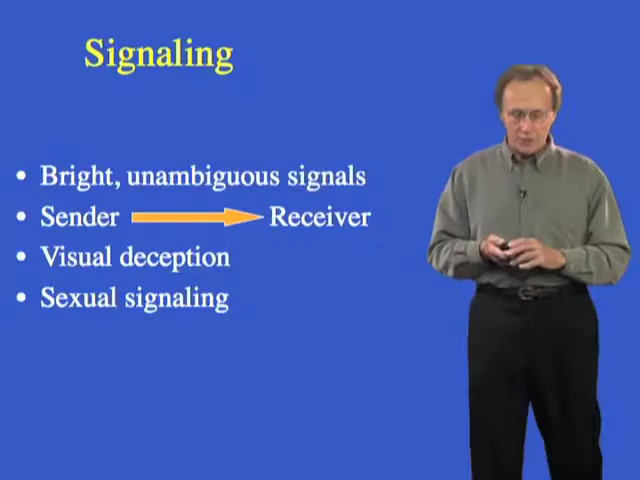 Signaling
• Bright, unambiguous signals
• Sender Receiver
• Visual deception
• Sexual signaling